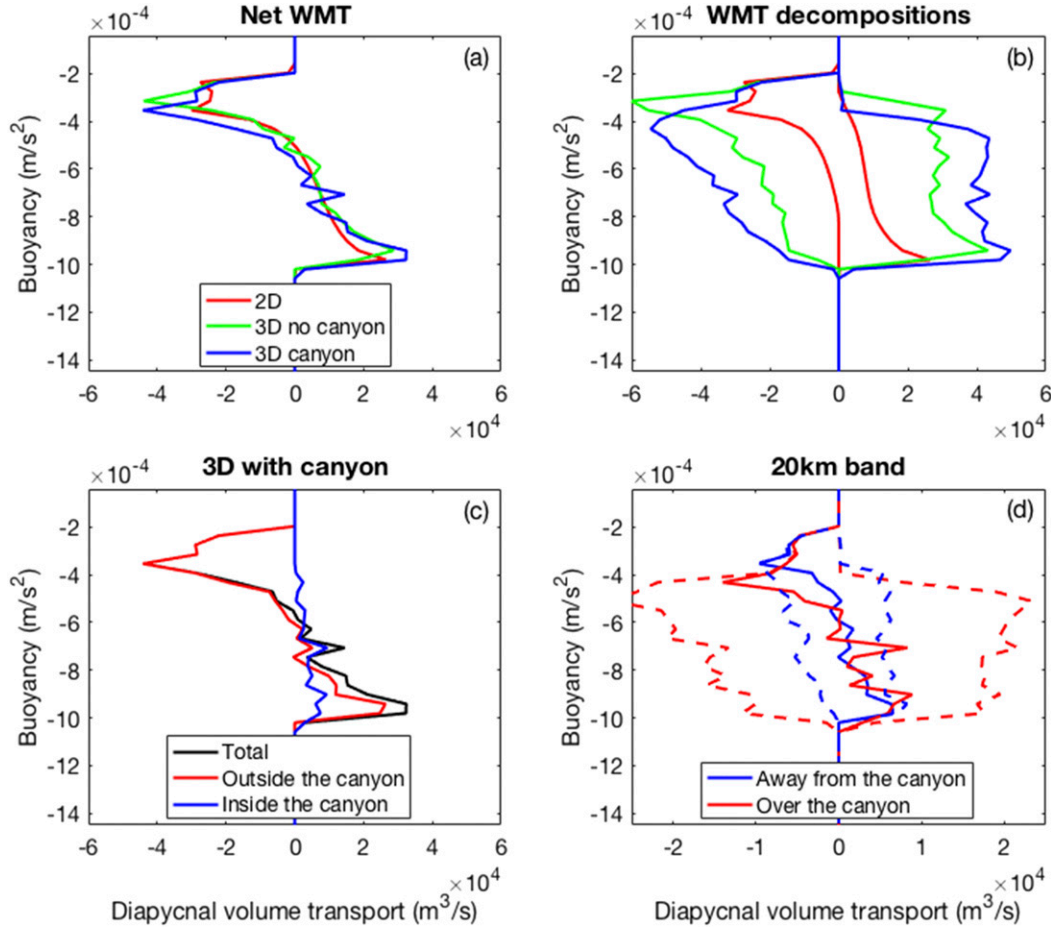 Net WMT
WMT decompositions
×10⁻⁴
(a)
-2
-4
-6
-8
-10
-12
-14
Buoyancy (m/s²)
2D
3D no canyon
3D canyon
-6 -4 -2 0 2 4 6
×10⁴
×10⁻⁴
(b)
-2
-4
-6
-8
-10
-12
-14
Buoyancy (m/s²)
-6 -4 -2 0 2 4 6
×10⁴
3D with canyon
20km band
×10⁻⁴
(c)
-2
-4
-6
-8
-10
-12
-14
Buoyancy (m/s²)
Total
Outside the canyon
Inside the canyon
-6 -4 -2 0 2 4 6
×10⁴
Diapycnal volume transport (m³/s)
×10⁻⁴
(d)
-2
-4
-6
-8
-10
-12
-14
Buoyancy (m/s²)
Away from the canyon
Over the canyon
-2 -1 0 1 2
×10⁴
Diapycnal volume transport (m³/s)